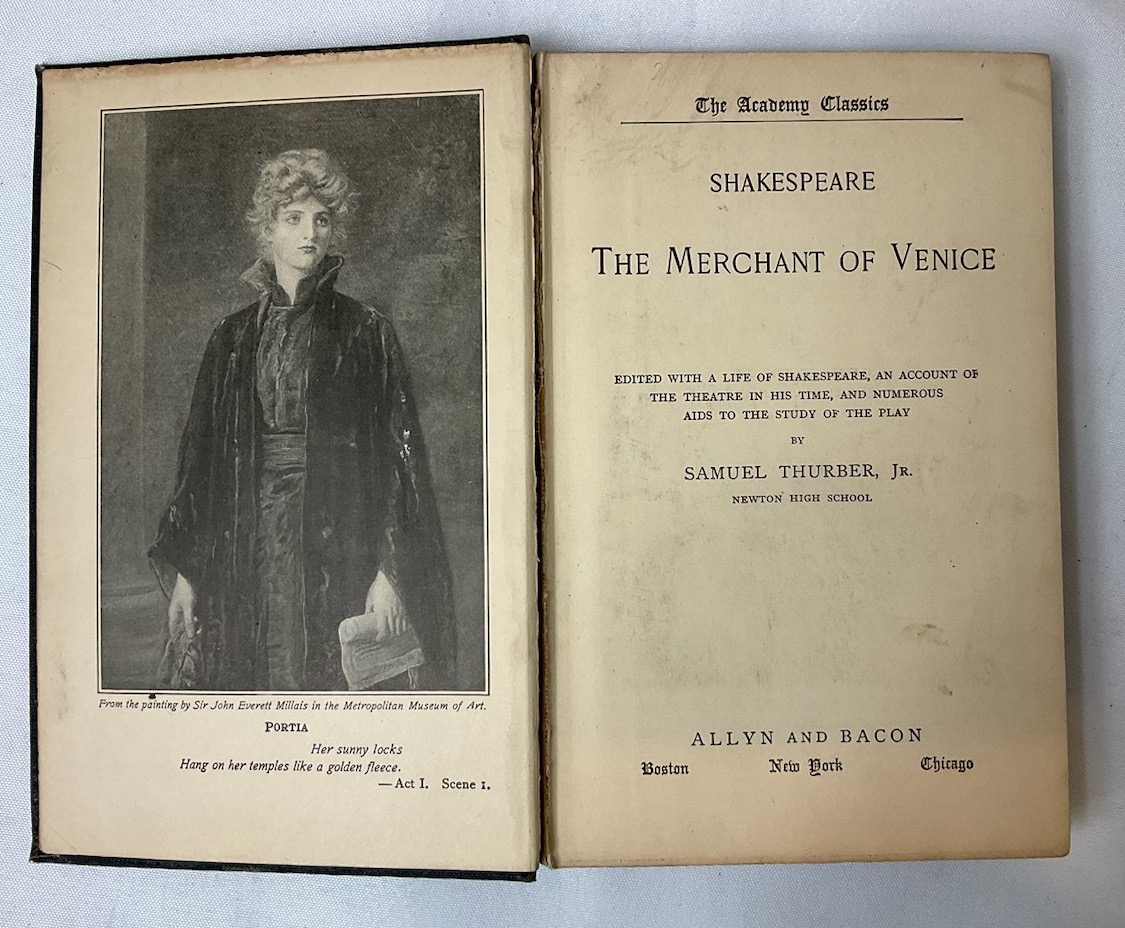 From the painting by Sir John Everett Millais in the Metropolitan Museum of Art.
PORTIA
Her sunny locks
Hang on her temples like a golden fleece.
—Act I. Scene 1.
The Academy Classics
SHAKESPEARE
THE MERCHANT OF VENICE
EDITED WITH A LIFE OF SHAKESPEARE, AN ACCOUNT OF
THE THEATRE IN HIS TIME, AND NUMEROUS
AIDS TO THE STUDY OF THE PLAY
BY
SAMUEL THURBER, JR.
NEWTON HIGH SCHOOL
ALLYN AND BACON
Boston New York Chicago